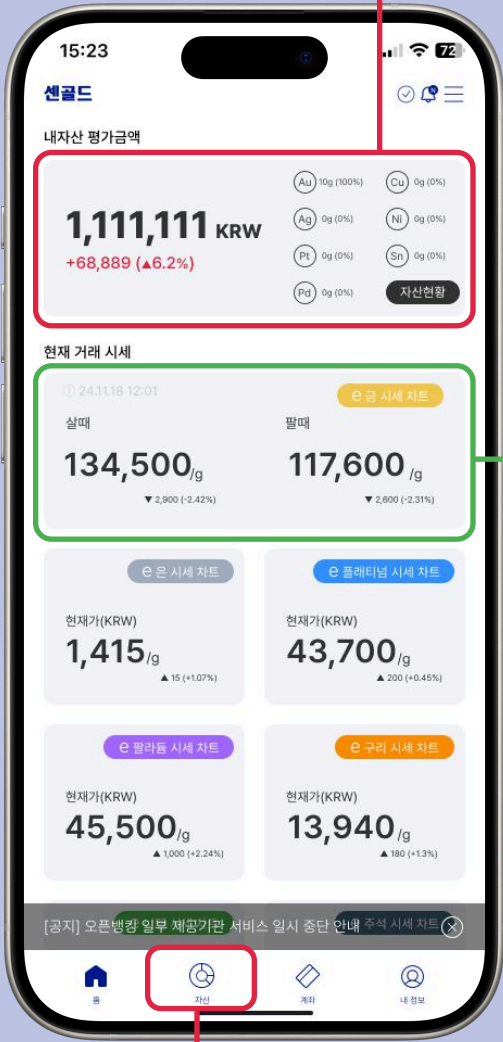 15:23
72
센골드
내자산 평가금액
1,111,111 KRW
+68,889 (▲6.2%)
Au 10g (100%)
Cu 0g (0%)
Ag 0g (0%)
Ni 0g (0%)
Pt 0g (0%)
Sn 0g (0%)
Pd 0g (0%)
자산현황
현재 거래 시세
24.11.18 12:01
e 금 시세 차트
살때
팔때
134,500/g
117,600 /g
▼ 2,900 (-2.42%)
▼ 2,600 (-2.31%)
e 은 시세 차트
e 플래티넘 시세 차트
현재가(KRW)
현재가(KRW)
1,415/g
43,700/g
▲ 15 (+1.07%)
▲ 200 (+0.45%)
e 팔라듐 시세 차트
e 구리 시세 차트
현재가(KRW)
현재가(KRW)
45,500/g
13,940/g
▲ 1,000 (+2.24%)
▲ 180 (+1.3%)
[공지] 오픈뱅킹 일부 제공기관 서비스 일시 중단 안내
주석 시세 차트
홈
자산
계좌
내 정보